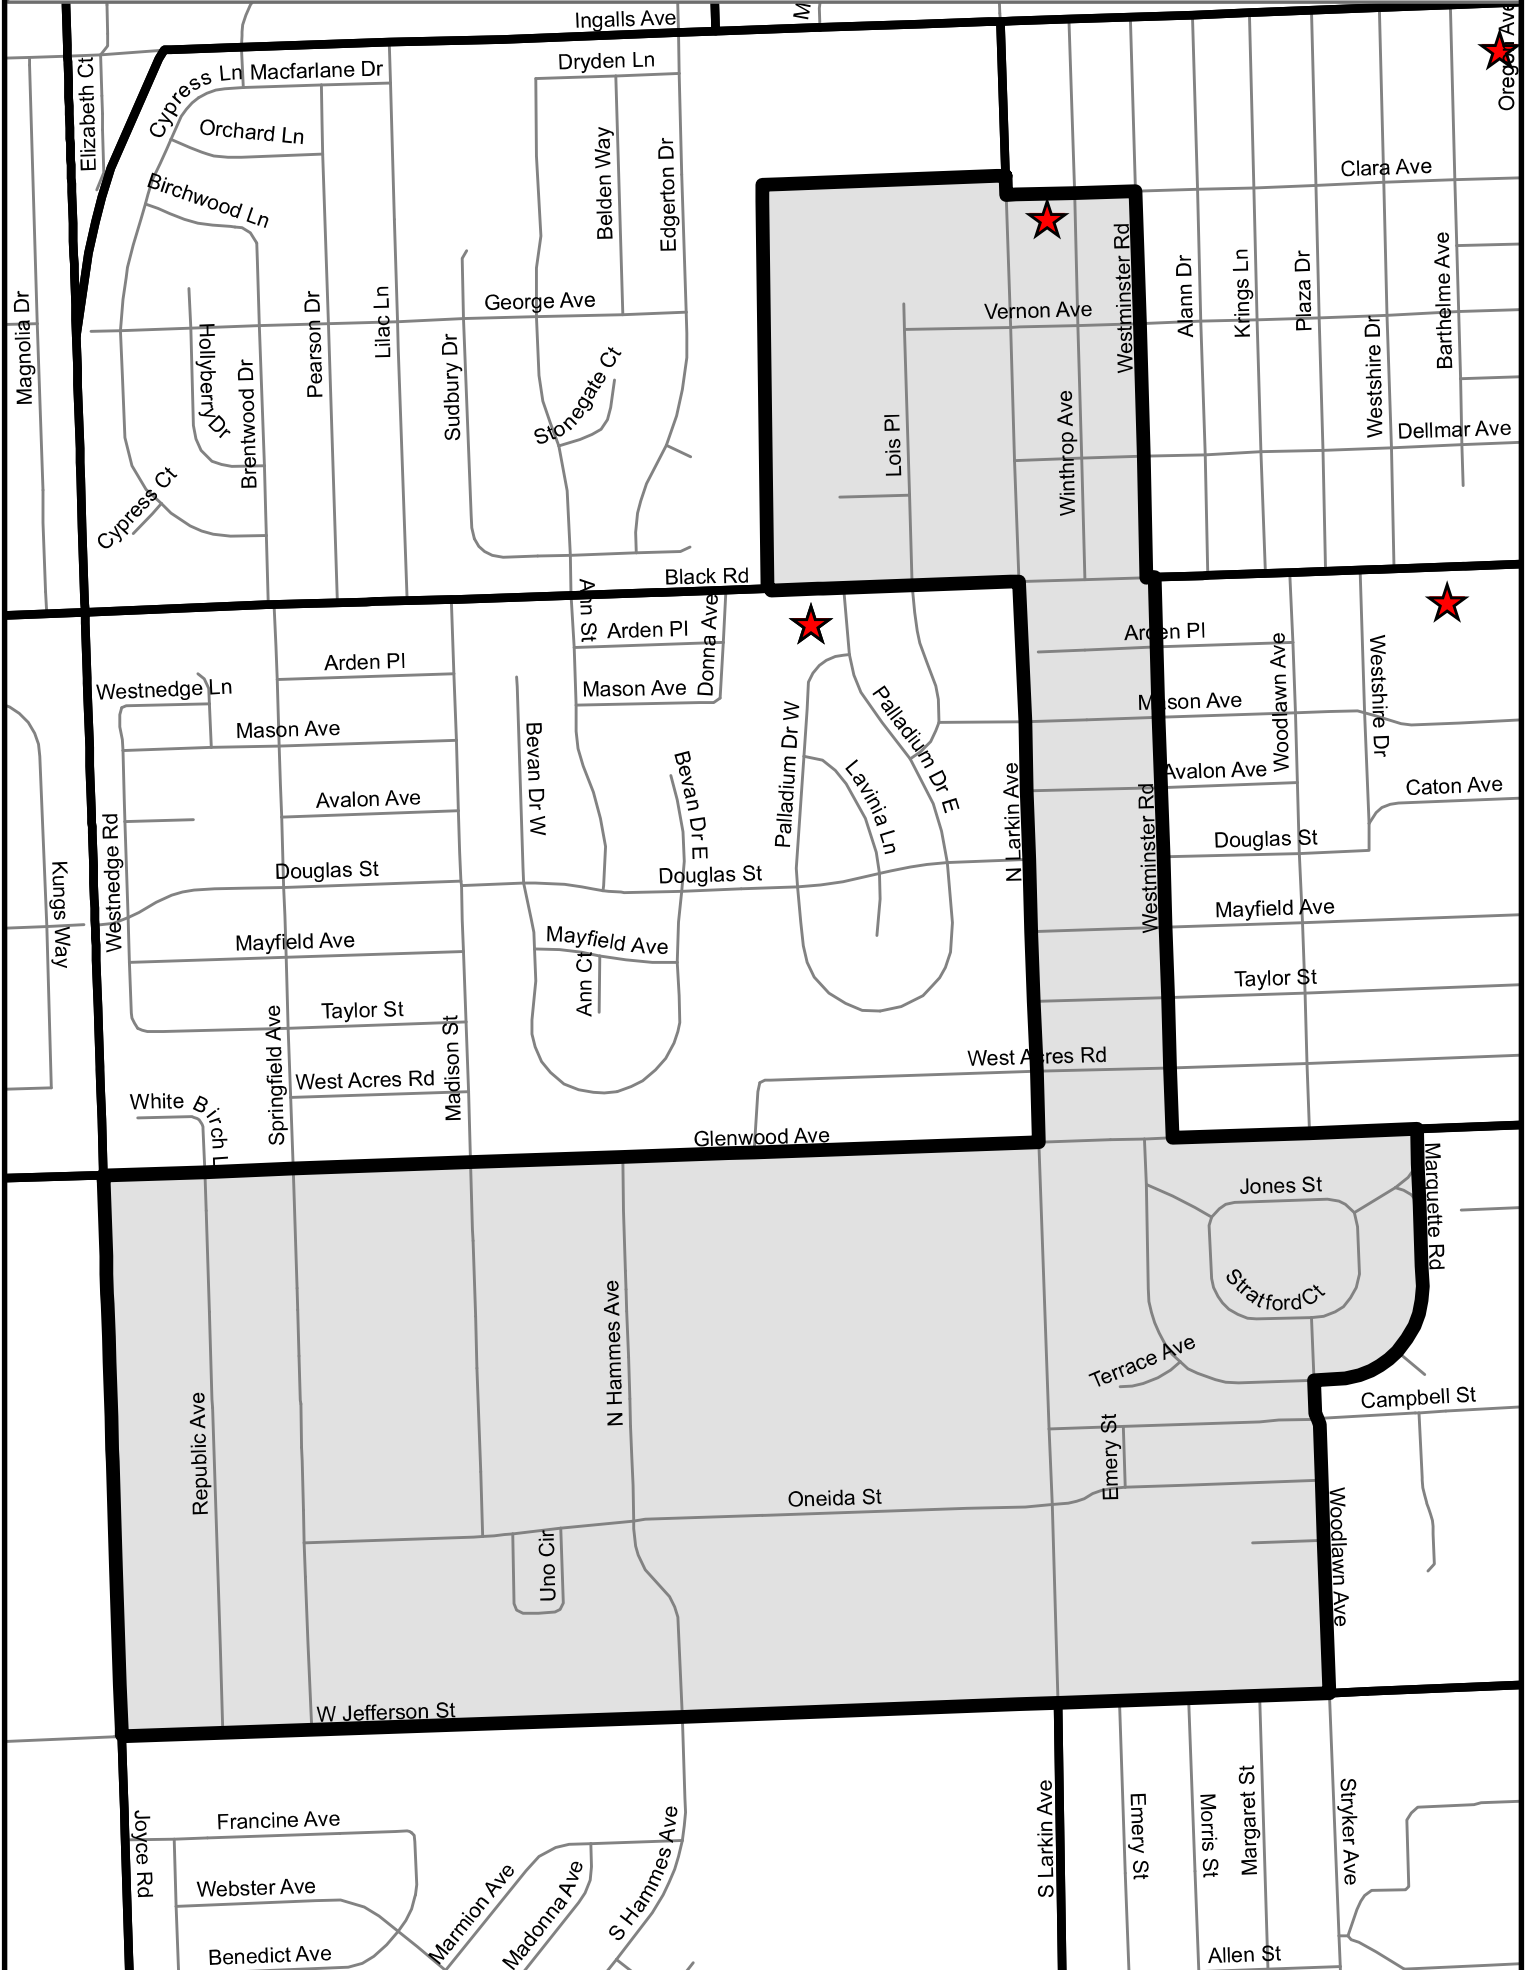 Ingalls Ave
M
Oregon Ave
Elizabeth Ct
Cypress Ln
Macfarlane Dr
Dryden Ln
Orchard Ln
Birchwood Ln
Belden Way
Edgerton Dr
Clara Ave
Magnolia Dr
Hollyberry Dr
Brentwood Dr
Pearson Dr
Lilac Ln
George Ave
Sudbury Dr
Stonegate Ct
Cypress Ct
Vernon Ave
Westminster Rd
Alann Dr
Krings Ln
Plaza Dr
Westshire Dr
Barthelme Ave
Dellmar Ave
Lois Pl
Winthrop Ave
Black Rd
Ann St
Arden Pl
Donna Ave
Mason Ave
Arden Pl
Westnedge Ln
Mason Ave
Avalon Ave
Westnedge Rd
Kungs Way
Douglas St
Mayfield Ave
Taylor St
West Acres Rd
White Birch L
Springfield Ave
Madison St
Bevan Dr W
Bevan Dr E
Douglas St
Mayfield Ave
Ann Ct
Palladium Dr W
Palladium Dr E
Lavinia Ln
N Larkin Ave
Arden Pl
Mason Ave
Avalon Ave
Woodlawn Ave
Westshire Dr
Caton Ave
Westminster Rd
Douglas St
Mayfield Ave
Taylor St
West Acres Rd
Glenwood Ave
Jones St
Marquette Rd
Stratford Ct
Terrace Ave
Campbell St
Emery St
N Hammes Ave
Republic Ave
Oneida St
Uno Cir
Woodlawn Ave
W Jefferson St
Joyce Rd
Francine Ave
Webster Ave
Benedict Ave
Marmion Ave
Madonna Ave
S Hammes Ave
S Larkin Ave
Emery St
Morris St
Margaret St
Stryker Ave
Allen St